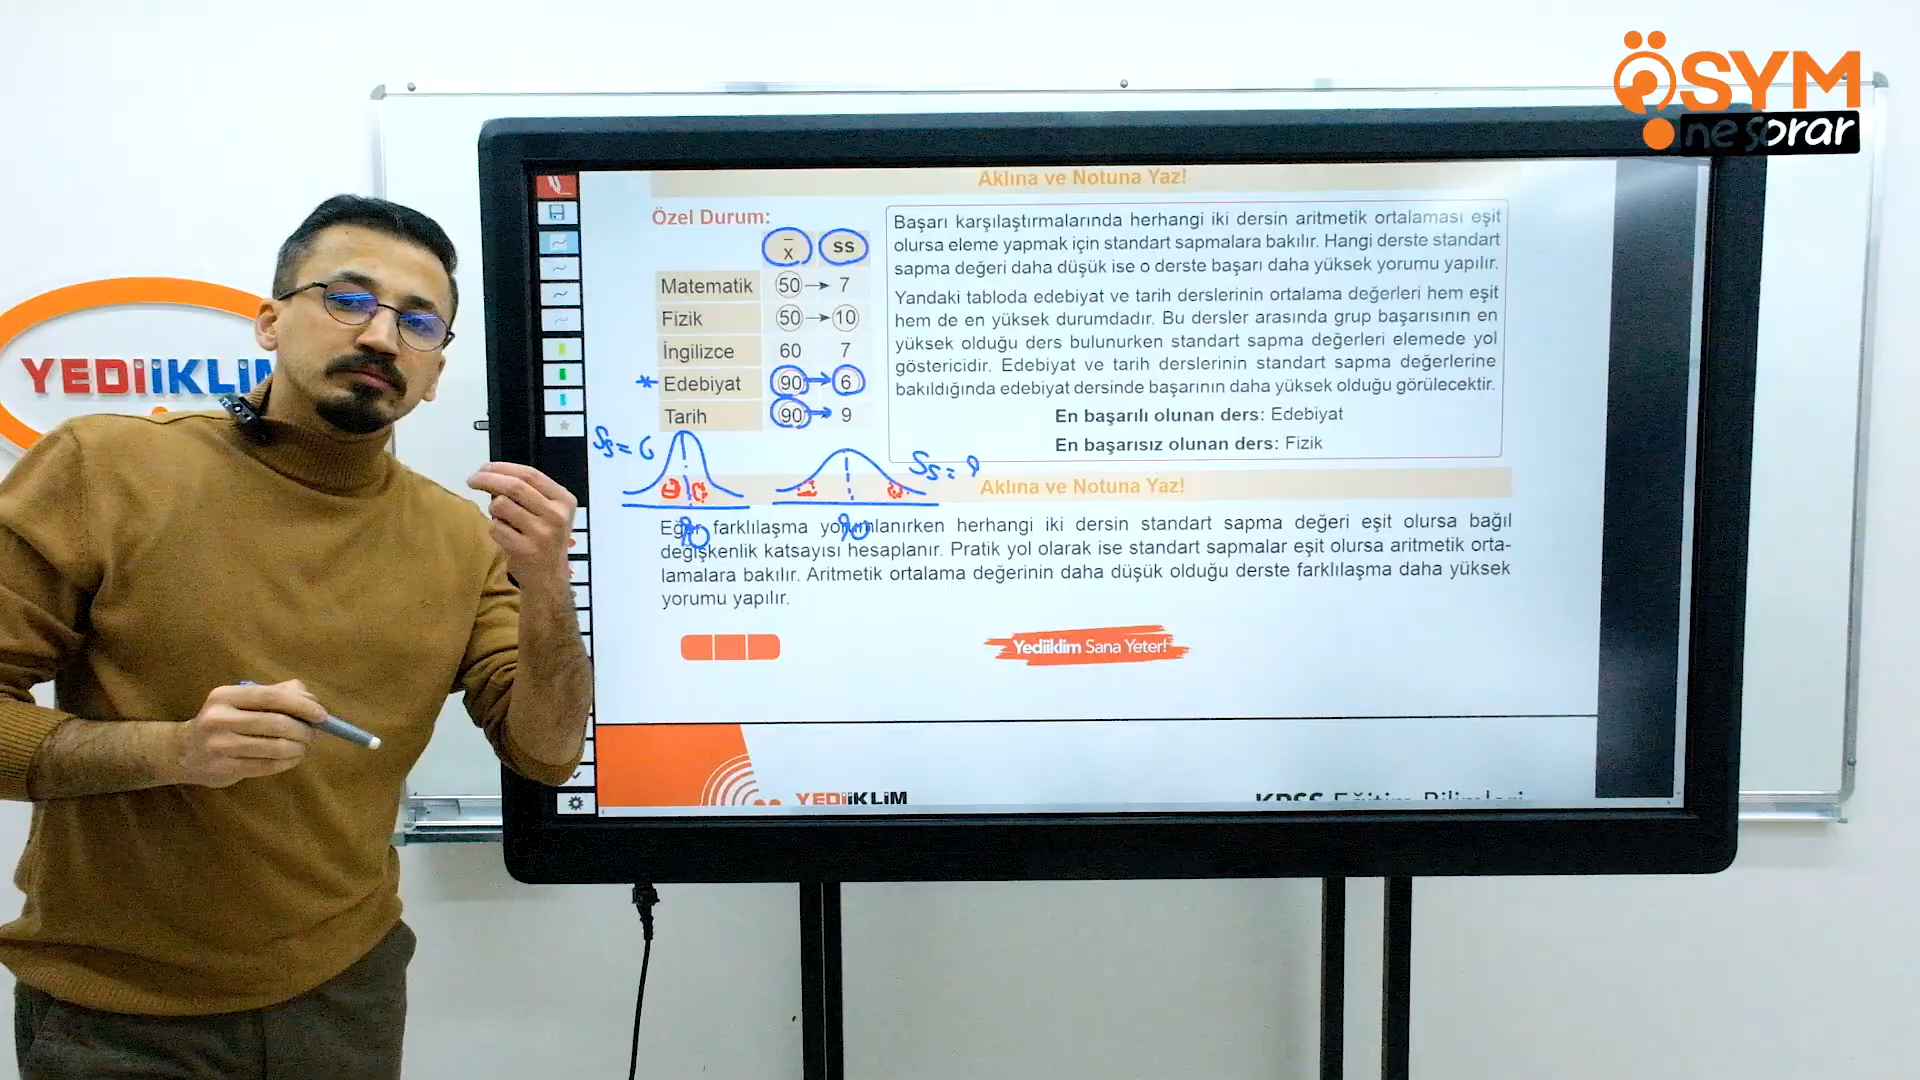 ÖSYM
ne sorar
YEDİİKLİM
Aklına ve Notuna Yaz!
Özel Durum:
x ss
Matematik 50 → 7
Fizik 50 → 10
İngilizce 60 7
* Edebiyat 90 → 6
Tarih 90 → 9
Başarı karşılaştırmalarında herhangi iki dersin aritmetik ortalaması eşit
olursa eleme yapmak için standart sapmalara bakılır. Hangi derste standart
sapma değeri daha düşük ise o derste başarı daha yüksek yorumu yapılır.
Yandaki tabloda edebiyat ve tarih derslerinin ortalama değerleri hem eşit
hem de en yüksek durumdadır. Bu dersler arasında grup başarısının en
yüksek olduğu ders bulunurken standart sapma değerleri elemede yol
göstericidir. Edebiyat ve tarih derslerinin standart sapma değerlerine
bakıldığında edebiyat dersinde başarının daha yüksek olduğu görülecektir.
En başarılı olunan ders: Edebiyat
En başarısız olunan ders: Fizik
Ss = 6
90
Ss = 9
90
Aklına ve Notuna Yaz!
Eğer farklılaşma yorumlanırken herhangi iki dersin standart sapma değeri eşit olursa bağıl
değişkenlik katsayısı hesaplanır. Pratik yol olarak ise standart sapmalar eşit olursa aritmetik orta-
lamalara bakılır. Aritmetik ortalama değerinin daha düşük olduğu derste farklılaşma daha yüksek
yorumu yapılır.
Yediiklim Sana Yeter!
YEDİİKLİM
KPSS Eğitim Bilimleri